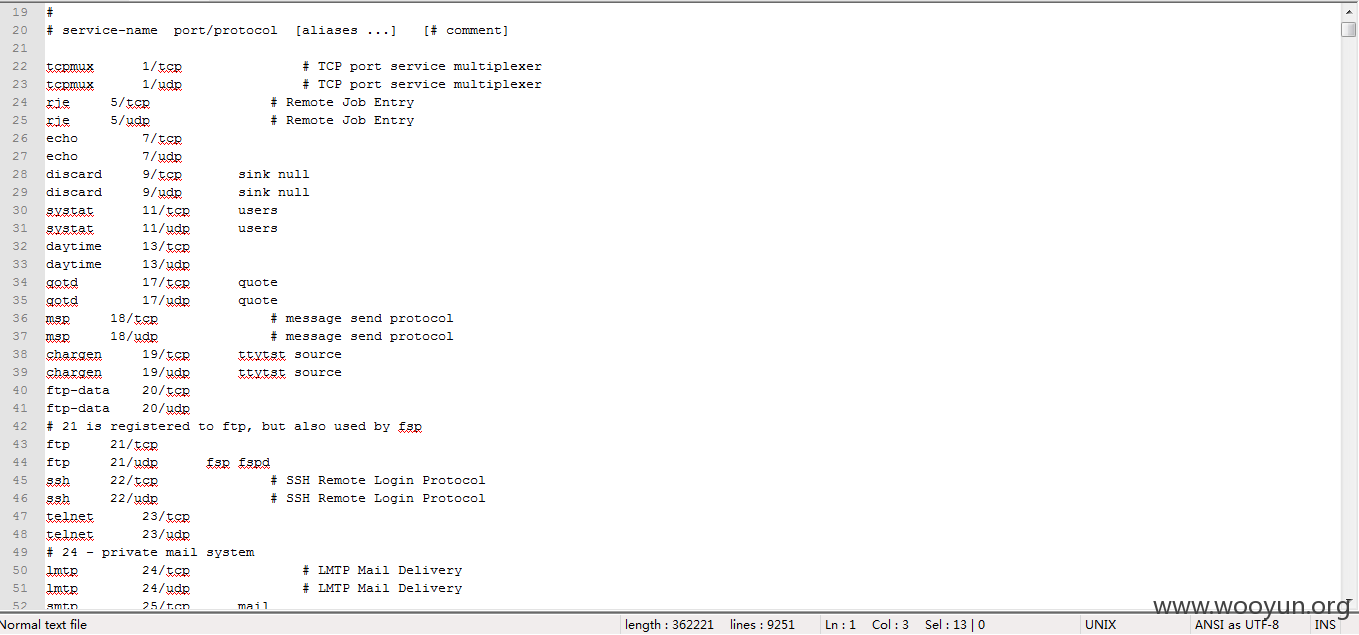 19 #
20 # service-name  port/protocol  [aliases ...]   [# comment]
21
22 tcpmux      1/tcp               # TCP port service multiplexer
23 tcpmux      1/udp               # TCP port service multiplexer
24 rje     5/tcp               # Remote Job Entry
25 rje     5/udp               # Remote Job Entry
26 echo        7/tcp
27 echo        7/udp
28 discard     9/tcp       sink null
29 discard     9/udp       sink null
30 systat      11/tcp      users
31 systat      11/udp      users
32 daytime     13/tcp
33 daytime     13/udp
34 qotd        17/tcp      quote
35 qotd        17/udp      quote
36 msp     18/tcp              # message send protocol
37 msp     18/udp              # message send protocol
38 chargen     19/tcp      ttytst source
39 chargen     19/udp      ttytst source
40 ftp-data    20/tcp
41 ftp-data    20/udp
42 # 21 is registered to ftp, but also used by fsp
43 ftp     21/tcp
44 ftp     21/udp      fsp fspd
45 ssh     22/tcp              # SSH Remote Login Protocol
46 ssh     22/udp              # SSH Remote Login Protocol
47 telnet      23/tcp
48 telnet      23/udp
49 # 24 - private mail system
50 lmtp        24/tcp              # LMTP Mail Delivery
51 lmtp        24/udp              # LMTP Mail Delivery
52 smtp        25/tcp      mail
www.wooyun.org
Normal text file length : 362221 lines : 9251 Ln : 1 Col : 3 Sel : 13 | 0 UNIX ANSI as UTF-8 INS